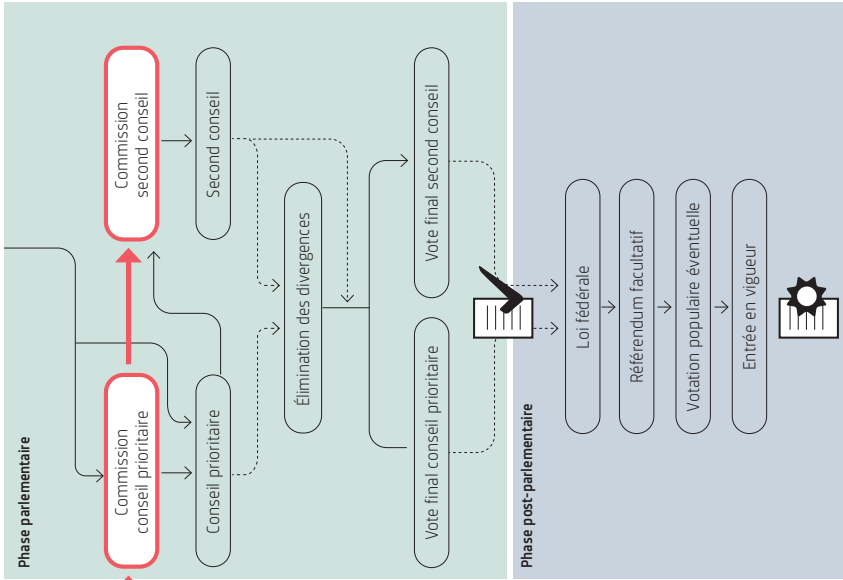 Phase parlementaire
Commission
conseil prioritaire
Commission
second conseil
Conseil prioritaire
Second conseil
Élimination des divergences
Vote final conseil prioritaire
Vote final second conseil
Phase post-parlementaire
Loi fédérale
Référendum facultatif
Votation populaire éventuelle
Entrée en vigueur